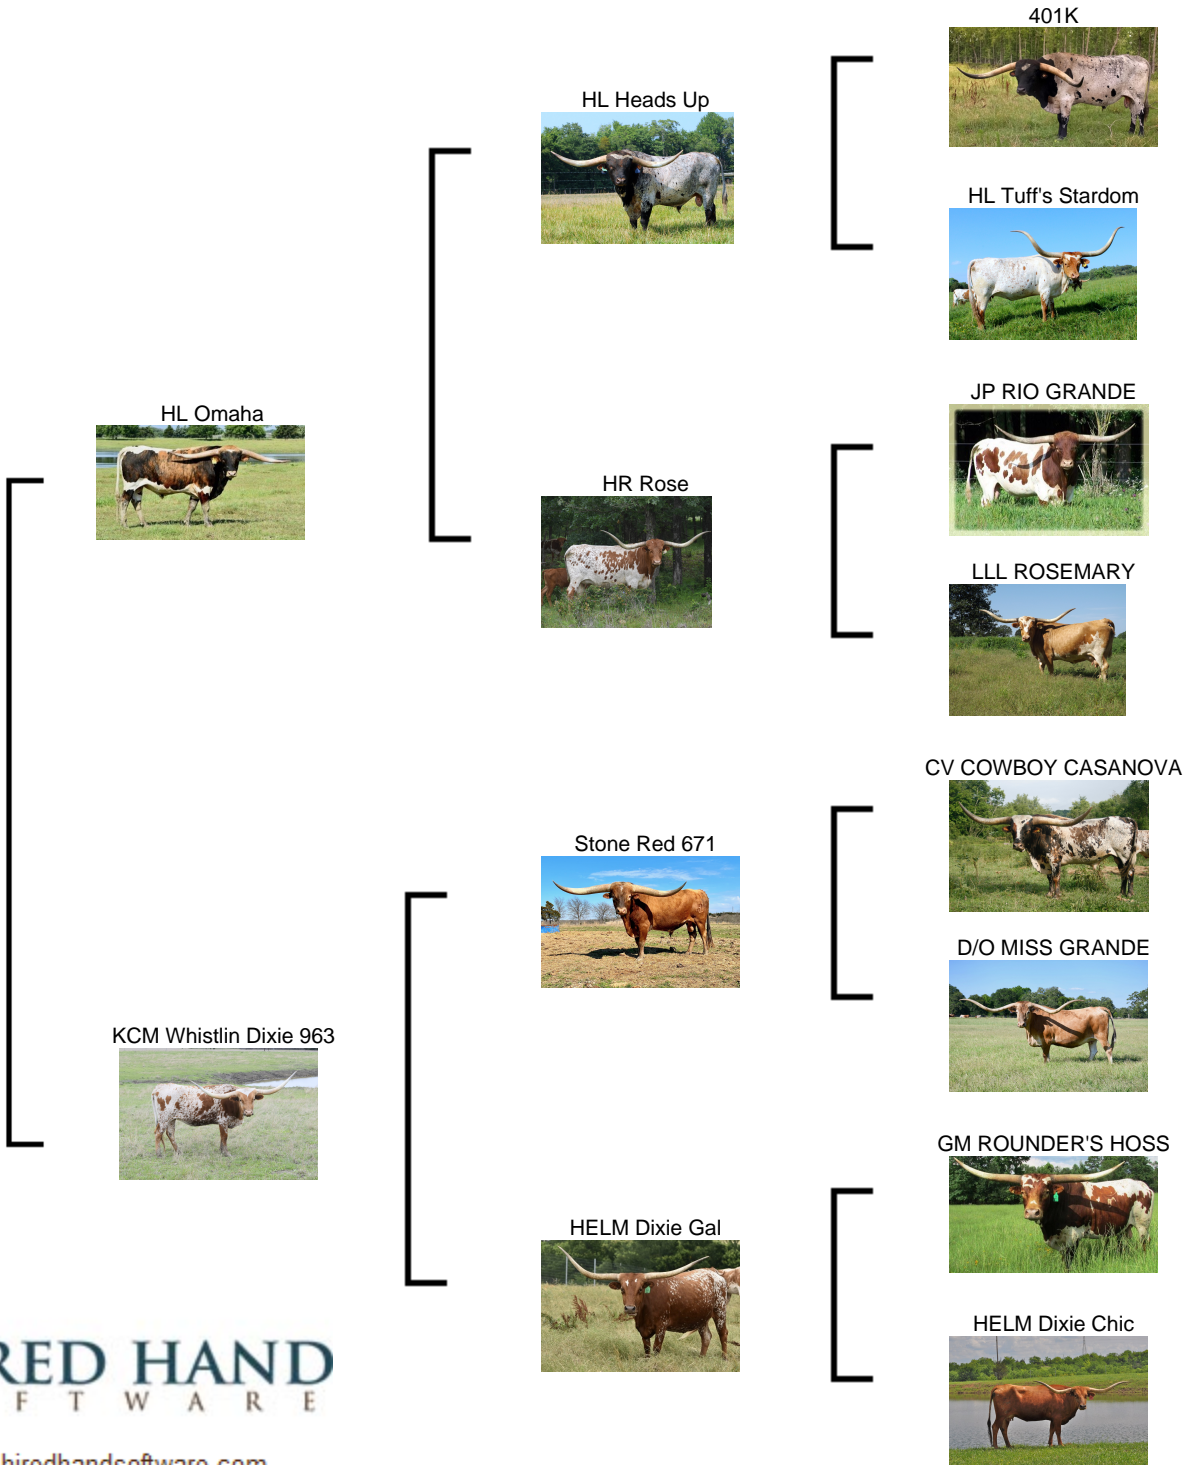 401K
HL Heads Up
HL Tuff's Stardom
JP RIO GRANDE
HL Omaha
HR Rose
LLL ROSEMARY
CV COWBOY CASANOVA
Stone Red 671
D/O MISS GRANDE
KCM Whistlin Dixie 963
GM ROUNDER'S HOSS
HELM Dixie Gal
HELM Dixie Chic
RED HAND
F T W A R E
hiredhandsoftware.com